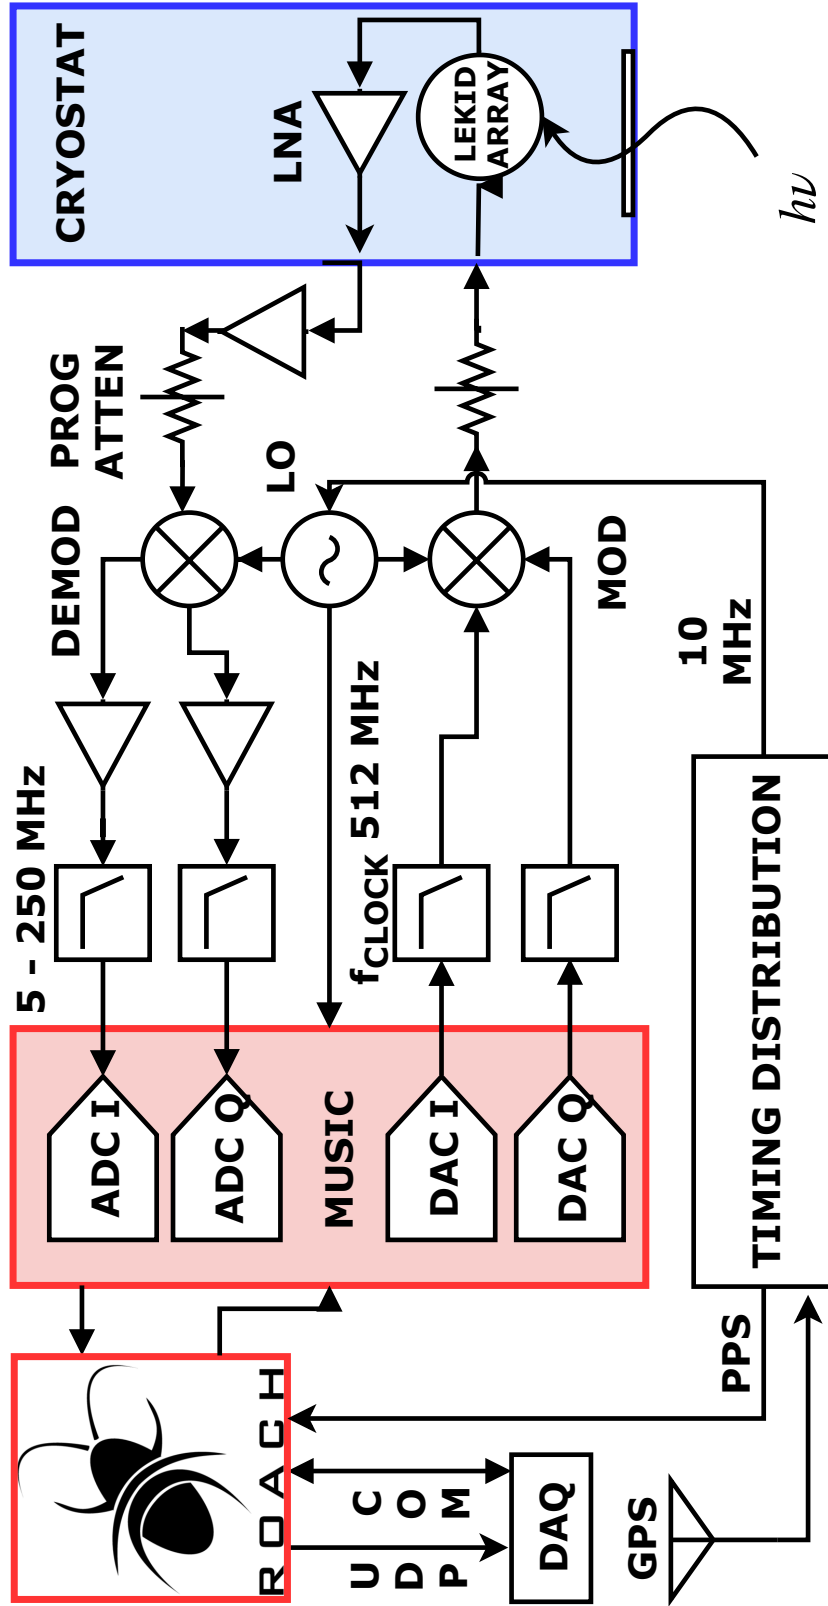 CRYOSTAT
LNA
LEKID
ARRAY
hν
PROG
ATTEN
LO
DEMOD
MOD
10
MHz
5 - 250 MHz
fCLOCK 512 MHz
ADC I
ADC Q
MUSIC
DAC I
DAC Q
TIMING DISTRIBUTION
PPS
ROACH
UDP
COM
DAQ
GPS